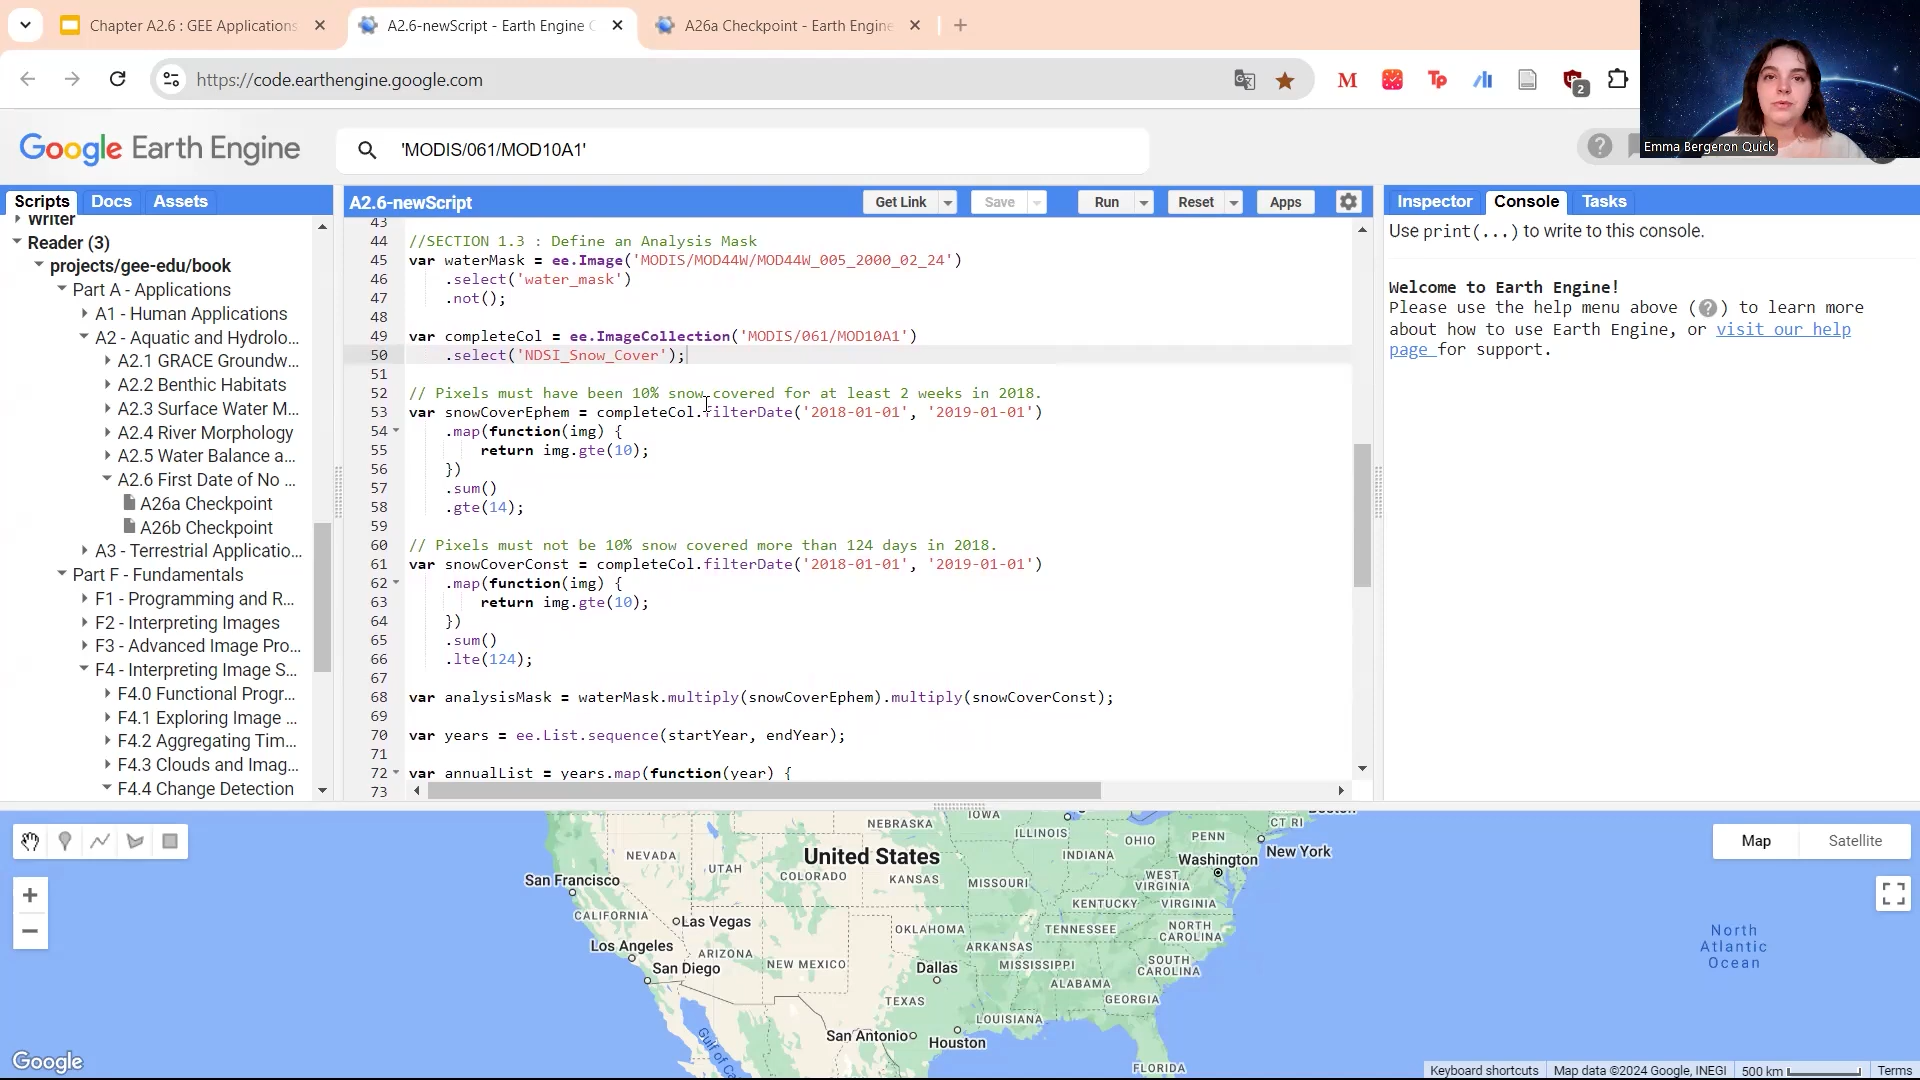 Chapter A2.6 : GEE Applications
A2.6-newScript - Earth Engine C
A26a Checkpoint - Earth Engine
https://code.earthengine.google.com
M
Tp
2
Emma Bergeron Quick
Google Earth Engine
'MODIS/061/MOD10A1'
Scripts
Docs
Assets
Writer
Reader (3)
projects/gee-edu/book
Part A - Applications
A1 - Human Applications
A2 - Aquatic and Hydrolo...
A2.1 GRACE Groundw...
A2.2 Benthic Habitats
A2.3 Surface Water M...
A2.4 River Morphology
A2.5 Water Balance a...
A2.6 First Date of No ...
A26a Checkpoint
A26b Checkpoint
A3 - Terrestrial Applicatio...
Part F - Fundamentals
F1 - Programming and R...
F2 - Interpreting Images
F3 - Advanced Image Pro...
F4 - Interpreting Image S...
F4.0 Functional Progr...
F4.1 Exploring Image ...
F4.2 Aggregating Tim...
F4.3 Clouds and Imag...
F4.4 Change Detection
A2.6-newScript
Get Link
Save
Run
Reset
Apps
43
44 //SECTION 1.3 : Define an Analysis Mask
45 var waterMask = ee.Image('MODIS/MOD44W/MOD44W_005_2000_02_24')
46 .select('water_mask')
47 .not();
48
49 var completeCol = ee.ImageCollection('MODIS/061/MOD10A1')
50 .select('NDSI_Snow_Cover');
51
52 // Pixels must have been 10% snow covered for at least 2 weeks in 2018.
53 var snowCoverEphem = completeCol.filterDate('2018-01-01', '2019-01-01')
54 .map(function(img) {
55 return img.gte(10);
56 })
57 .sum()
58 .gte(14);
59
60 // Pixels must not be 10% snow covered more than 124 days in 2018.
61 var snowCoverConst = completeCol.filterDate('2018-01-01', '2019-01-01')
62 .map(function(img) {
63 return img.gte(10);
64 })
65 .sum()
66 .lte(124);
67
68 var analysisMask = waterMask.multiply(snowCoverEphem).multiply(snowCoverConst);
69
70 var years = ee.List.sequence(startYear, endYear);
71
72 var annualList = years.map(function(year) {
73
Inspector
Console
Tasks
Use print(...) to write to this console.
Welcome to Earth Engine!
Please use the help menu above (?) to learn more
about how to use Earth Engine, or visit our help
page for support.
Map
Satellite
NEBRASKA
IOWA
ILLINOIS
INDIANA
OHIO
PENN
CT RI
New York
Washington
NEVADA
UTAH
United States
COLORADO
KANSAS
MISSOURI
WEST
VIRGINIA
KENTUCKY
VIRGINIA
San Francisco
CALIFORNIA
Las Vegas
Los Angeles
ARIZONA
San Diego
NEW MEXICO
OKLAHOMA
ARKANSAS
TENNESSEE
NORTH
CAROLINA
Dallas
MISSISSIPPI
SOUTH
CAROLINA
ALABAMA
GEORGIA
TEXAS
LOUISIANA
San Antonio
Houston
FLORIDA
Gulf of
North
Atlantic
Ocean
Google
Keyboard shortcuts
Map data ©2024 Google, INEGI
500 km
Terms